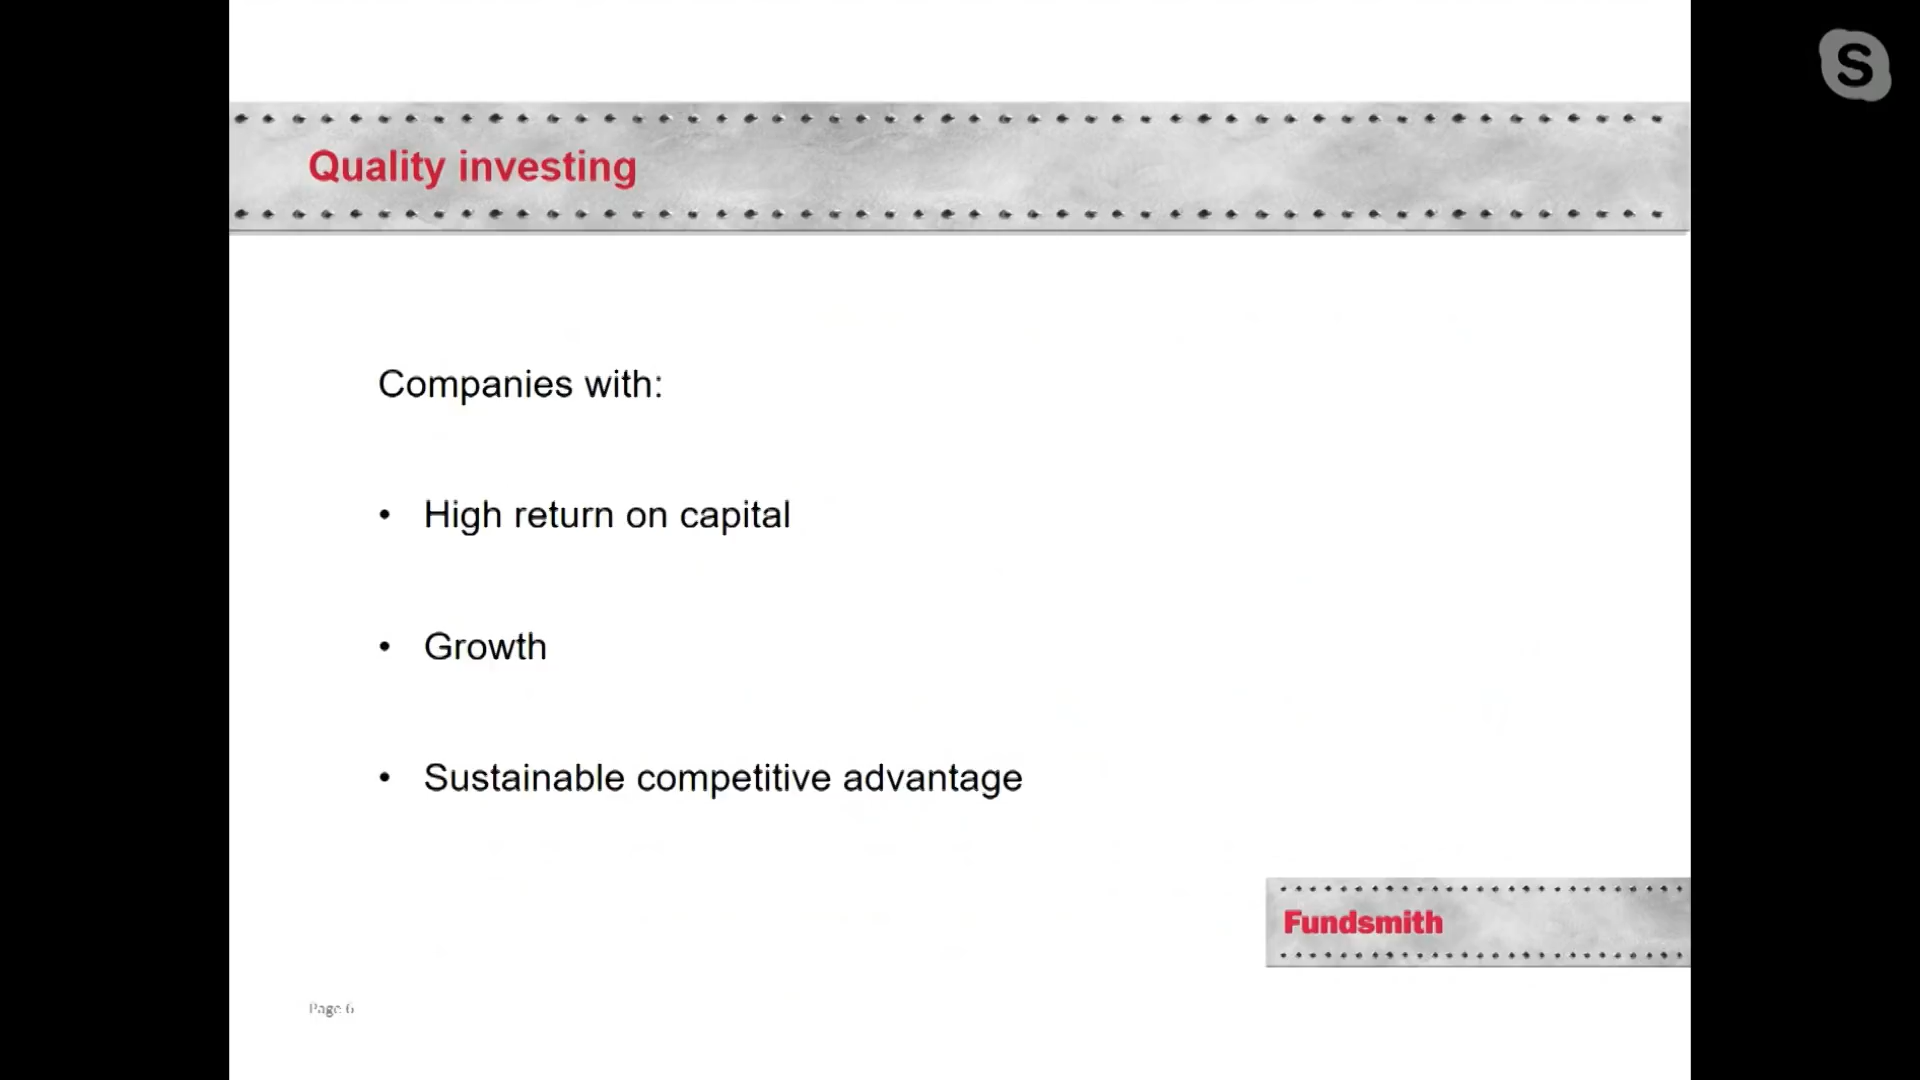 Quality investing
Companies with:
• High return on capital
• Growth
• Sustainable competitive advantage
Fundsmith
Page 6
S